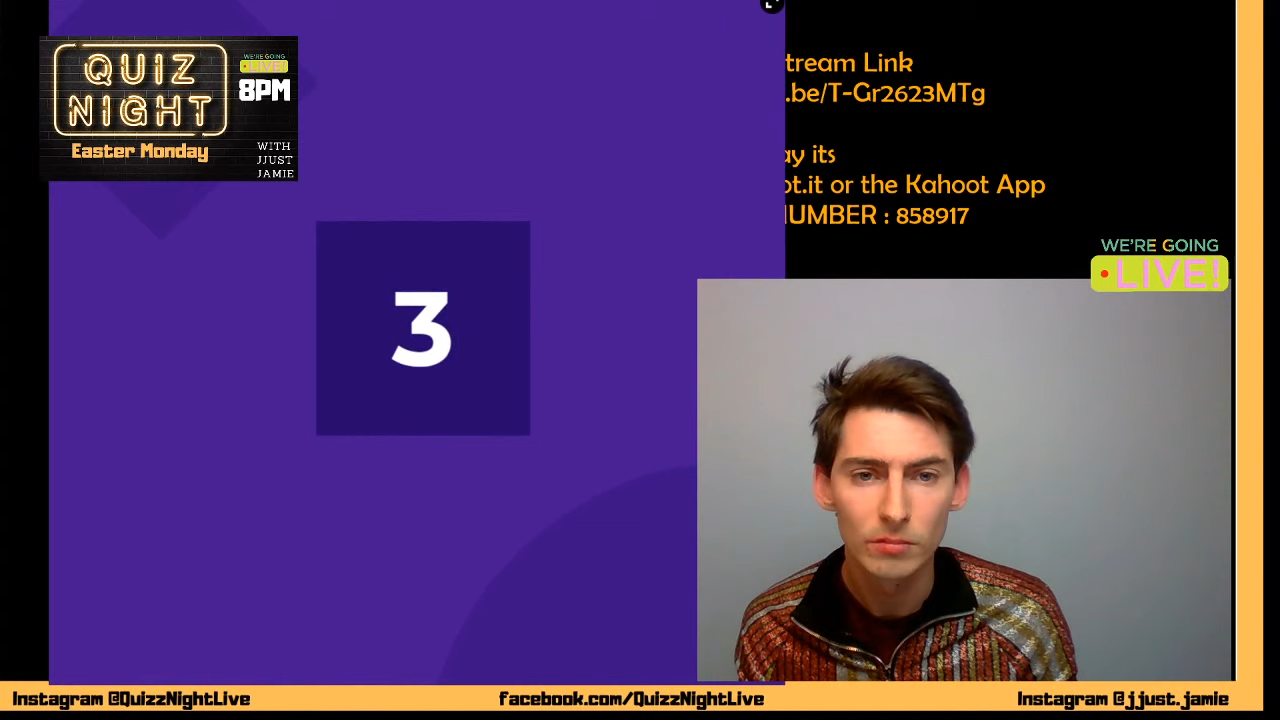 QUIZ
NIGHT
Easter Monday
WE'RE GOING
LIVE!
8PM
WITH
JJUST
JAMIE
tream Link
.be/T-Gr2623MTg
ay its
ot.it or the Kahoot App
UMBER : 858917
WE'RE GOING
LIVE!
3
Instagram @QuizzNightLive
facebook.com/QuizzNightLive
Instagram @jjust.jamie